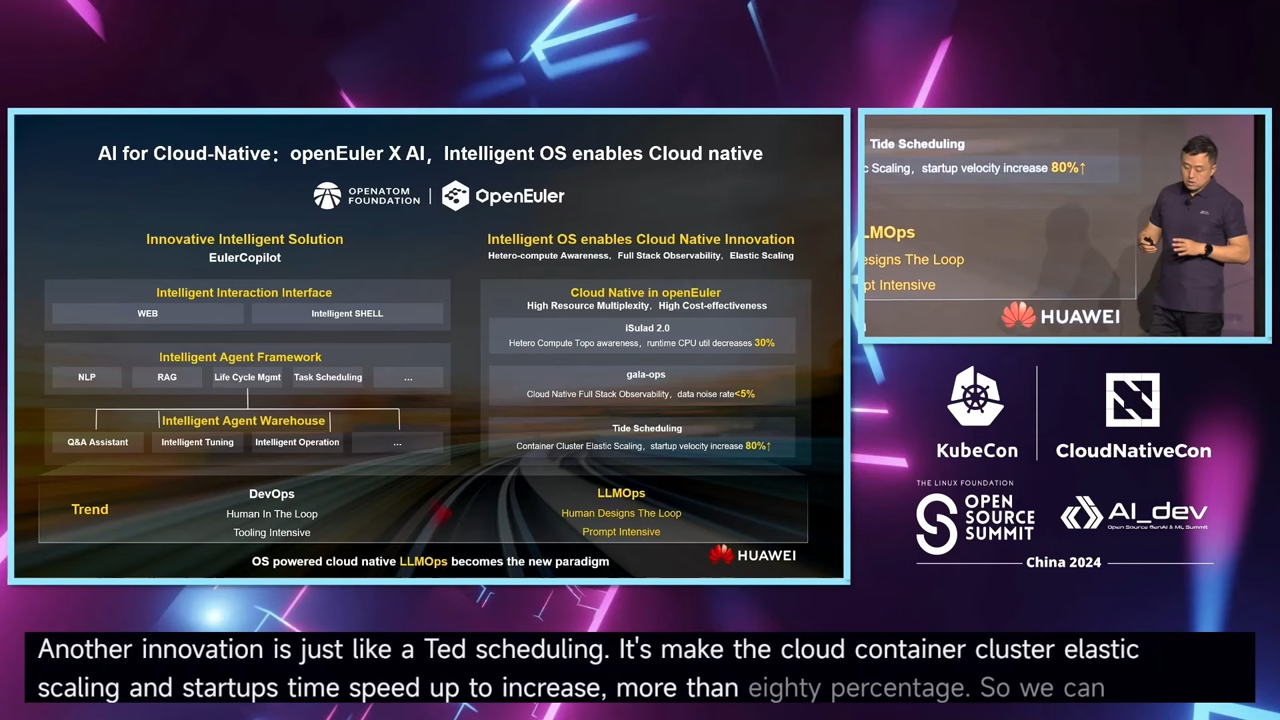 AI for Cloud-Native：openEuler X AI，Intelligent OS enables Cloud native
OPENATOM
FOUNDATION
OpenEuler
Innovative Intelligent Solution
EulerCopilot
Intelligent Interaction Interface
WEB
Intelligent SHELL
Intelligent Agent Framework
NLP
RAG
Life Cycle Mgmt
Task Scheduling
...
Intelligent Agent Warehouse
Q&A Assistant
Intelligent Tuning
Intelligent Operation
...
Intelligent OS enables Cloud Native Innovation
Hetero-compute Awareness，Full Stack Observability，Elastic Scaling
Cloud Native in openEuler
High Resource Multiplexity，High Cost-effectiveness
iSulad 2.0
Hetero Compute Topo awareness，runtime CPU util decreases 30%
gala-ops
Cloud Native Full Stack Observability，data noise rate<5%
Tide Scheduling
Container Cluster Elastic Scaling，startup velocity increase 80%↑
Trend
DevOps
Human In The Loop
Tooling Intensive
LLMOps
Human Designs The Loop
Prompt Intensive
OS powered cloud native LLMOps becomes the new paradigm
HUAWEI
Tide Scheduling
c Scaling，startup velocity increase 80%↑
LMOps
esigns The Loop
pt Intensive
HUAWEI
KubeCon
CloudNativeCon
THE LINUX FOUNDATION
OPEN
SOURCE
SUMMIT
AI_dev
Open Source GenAI & ML Summit
China 2024
Another innovation is just like a Ted scheduling. It's make the cloud container cluster elastic
scaling and startups time speed up to increase, more than eighty percentage. So we can